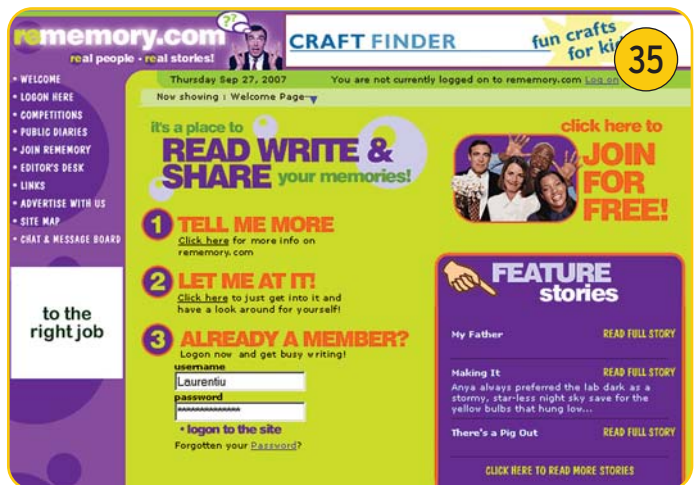 rememory.com
real people - real stories!
??
CRAFT FINDER
fun crafts
for
35
• WELCOME
• LOGON HERE
• COMPETITIONS
• PUBLIC DIARIES
• JOIN REMEMORY
• EDITOR'S DESK
• LINKS
• ADVERTISE WITH US
• SITE MAP
• CHAT & MESSAGE BOARD
to the
right job
Thursday Sep 27, 2007
You are not currently logged on to rememory.com Log on
Now showing : Welcome Page
it's a place to
READ WRITE &
SHARE your memories!
1 TELL ME MORE
Click here for more info on
rememory.com
2 LET ME AT IT!
Click here to just get into it and
have a look around for yourself!
3 ALREADY A MEMBER?
Logon now and get busy writing!
username
Laurentiu
password
**************
• logon to the site
Forgotten your Password?
click here to
JOIN
FOR
FREE!
FEATURE
stories
My Father READ FULL STORY
Making It READ FULL STORY
Anya always preferred the lab dark as a
stormy, star-less night sky save for the
yellow bulbs that hung low...
There's a Pig Out READ FULL STORY
CLICK HERE TO READ MORE STORIES